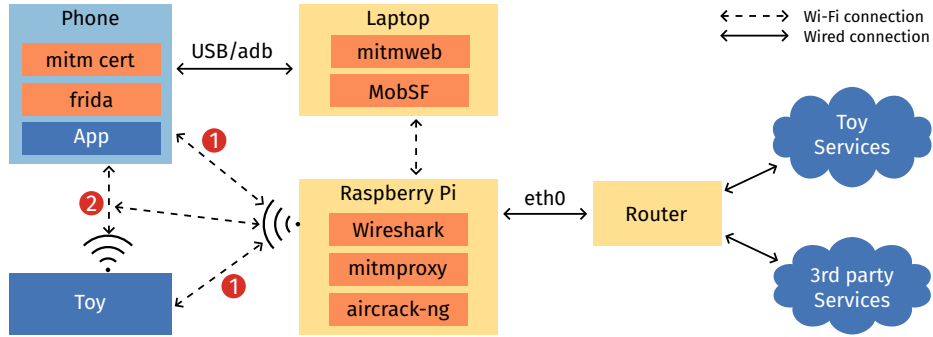 Phone
mitm cert
frida
App
USB/adb
Laptop
mitmweb
MobSF
Wi-Fi connection
Wired connection
1
2
1
Toy
Raspberry Pi
Wireshark
mitmproxy
aircrack-ng
eth0
Router
Toy
Services
3rd party
Services